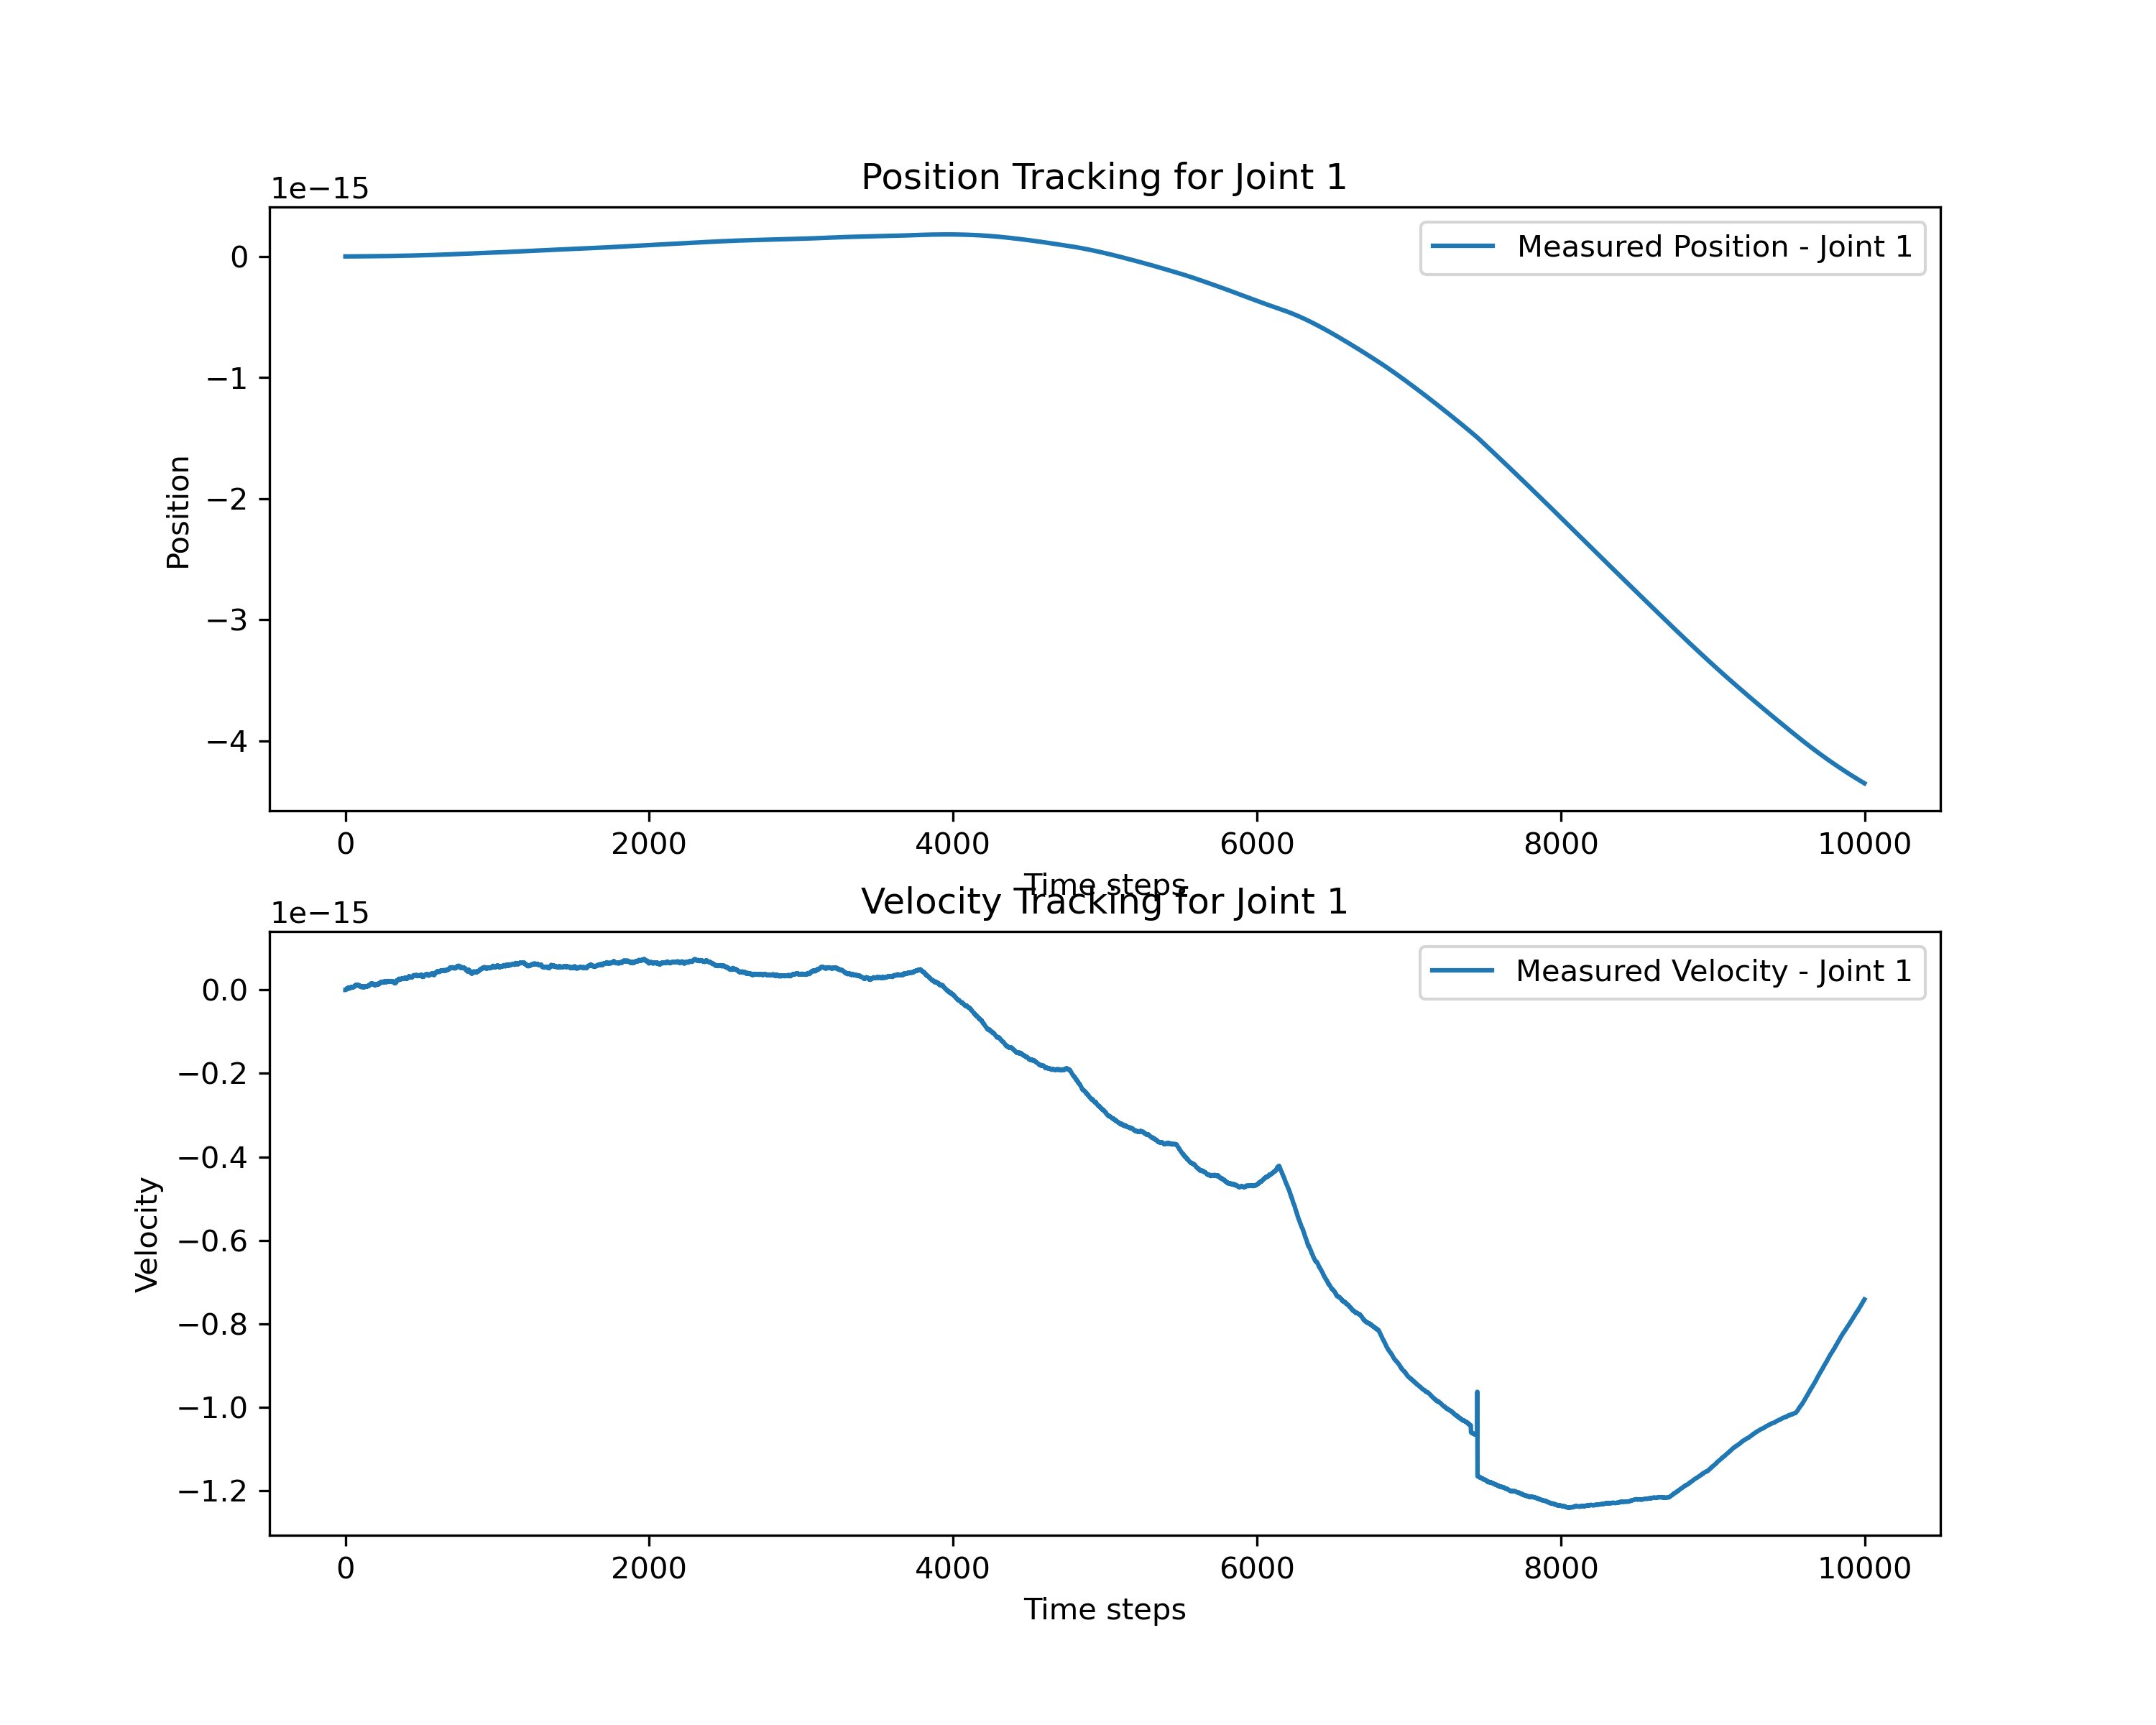 Position Tracking for Joint 1
1e−15
Measured Position - Joint 1
0
−1
−2
−3
−4
Position
0 2000 4000 6000 8000 10000
Time steps
Velocity Tracking for Joint 1
1e−15
Measured Velocity - Joint 1
0.0
−0.2
−0.4
−0.6
−0.8
−1.0
−1.2
Velocity
0 2000 4000 6000 8000 10000
Time steps